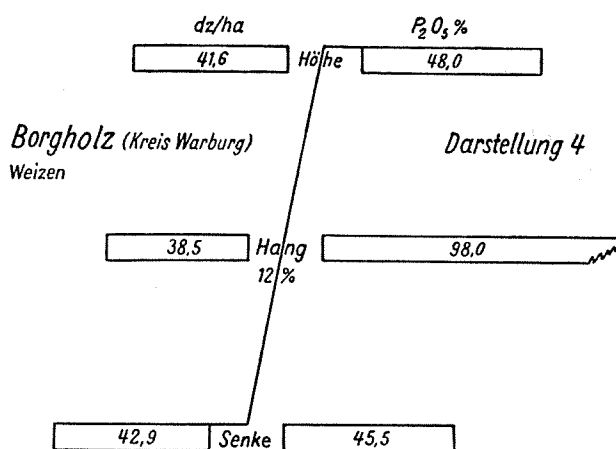 dz/ha P₂O₅ %
41,6 Höhe 48,0
Borgholz (Kreis Warburg) Darstellung 4
Weizen
38,5 Hang 98,0
12 %
42,9 Senke 45,5